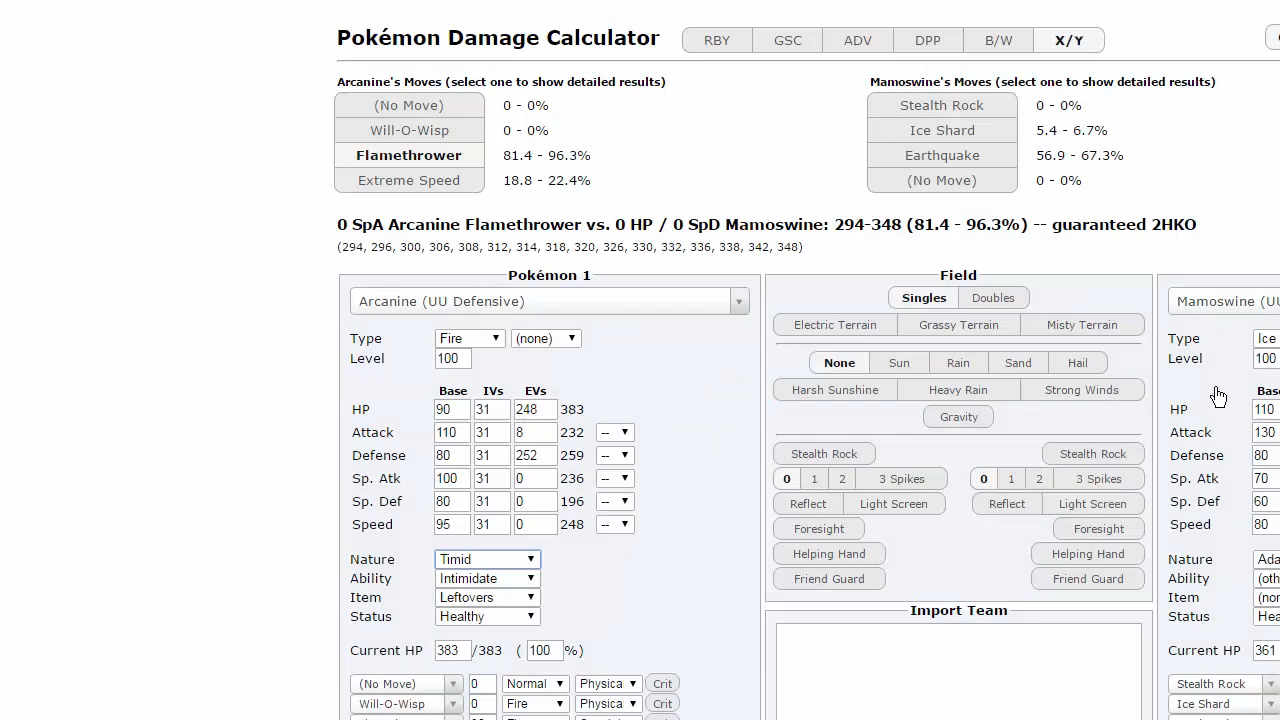 Pokémon Damage Calculator RBY GSC ADV DPP B/W X/Y
Arcanine's Moves (select one to show detailed results) Mamoswine's Moves (select one to show detailed results)
(No Move) 0 - 0% Stealth Rock 0 - 0%
Will-O-Wisp 0 - 0% Ice Shard 5.4 - 6.7%
Flamethrower 81.4 - 96.3% Earthquake 56.9 - 67.3%
Extreme Speed 18.8 - 22.4% (No Move) 0 - 0%
0 SpA Arcanine Flamethrower vs. 0 HP / 0 SpD Mamoswine: 294-348 (81.4 - 96.3%) -- guaranteed 2HKO
(294, 296, 300, 306, 308, 312, 314, 318, 320, 326, 330, 332, 336, 338, 342, 348)
Pokémon 1
Arcanine (UU Defensive)
Type Fire (none)
Level 100
Base IVs EVs
HP 90 31 248 383
Attack 110 31 8 232 --
Defense 80 31 252 259 --
Sp. Atk 100 31 0 236 --
Sp. Def 80 31 0 196 --
Speed 95 31 0 248 --
Nature Timid
Ability Intimidate
Item Leftovers
Status Healthy
Current HP 383 /383 ( 100 %)
(No Move) 0 Normal Physica Crit
Will-O-Wisp 0 Fire Physica Crit
Field
Singles Doubles
Electric Terrain Grassy Terrain Misty Terrain
None Sun Rain Sand Hail
Harsh Sunshine Heavy Rain Strong Winds
Gravity
Stealth Rock Stealth Rock
0 1 2 3 Spikes 0 1 2 3 Spikes
Reflect Light Screen Reflect Light Screen
Foresight Foresight
Helping Hand Helping Hand
Friend Guard Friend Guard
Import Team
Mamoswine (UU
Type Ice
Level 100
Base
HP 110
Attack 130
Defense 80
Sp. Atk 70
Sp. Def 60
Speed 80
Nature Ada
Ability (oth
Item (non
Status Hea
Current HP 361
Stealth Rock
Ice Shard